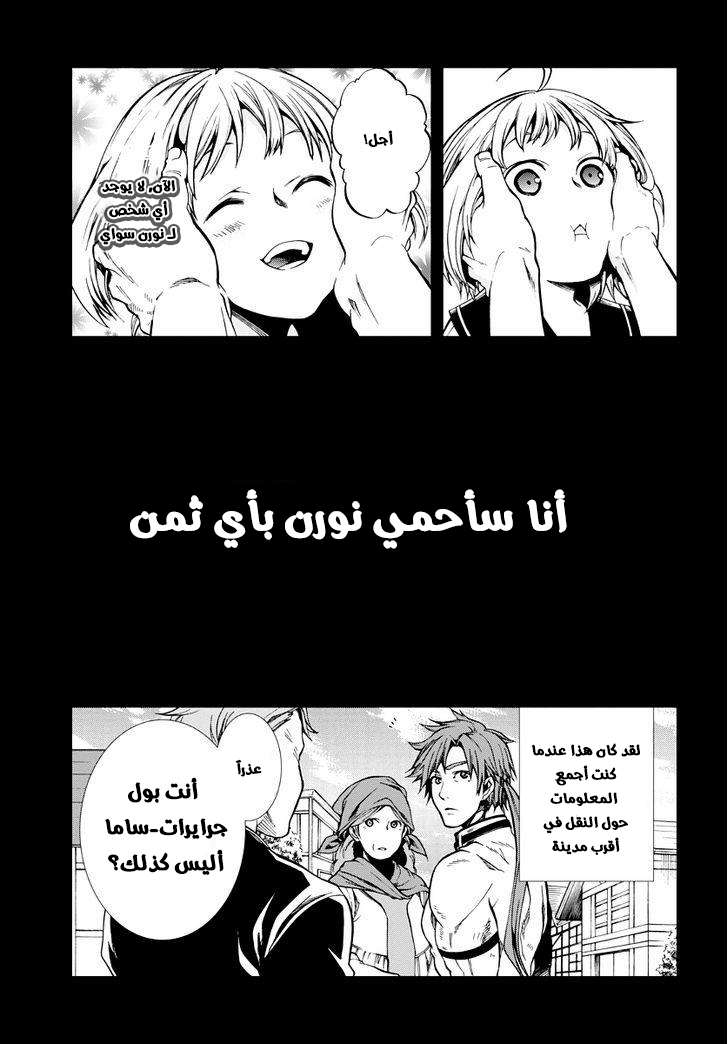 أجل!
الآن، لا يوجد
أي شخص
لـ نورن سواي
أنا سأحمي نورن بأي ثمن
لقد كان هذا عندما
كنت أجمع
المعلومات
حول النقل في
أقرب مدينة
عذراً
أنت بول
جرايرات-ساما
أليس كذلك؟